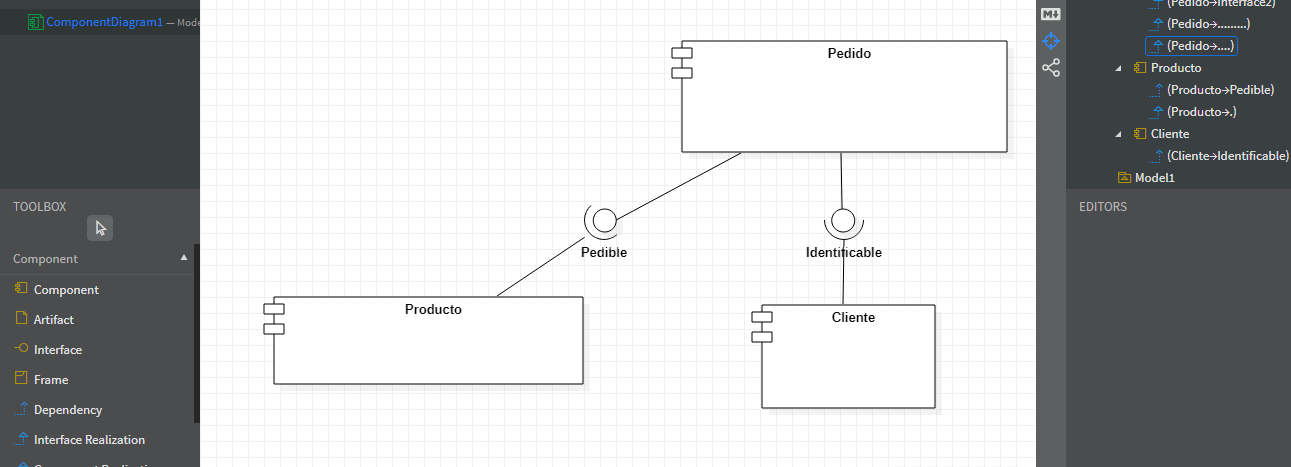 ComponentDiagram1 — Mode
TOOLBOX
Component
Component
Artifact
Interface
Frame
Dependency
Interface Realization
Pedido
Pedible
Identificable
Producto
Cliente
M
(Pedido→Interface2)
(Pedido→.........)
(Pedido→....)
Producto
(Producto→Pedible)
(Producto→.)
Cliente
(Cliente→Identificable)
Model1
EDITORS